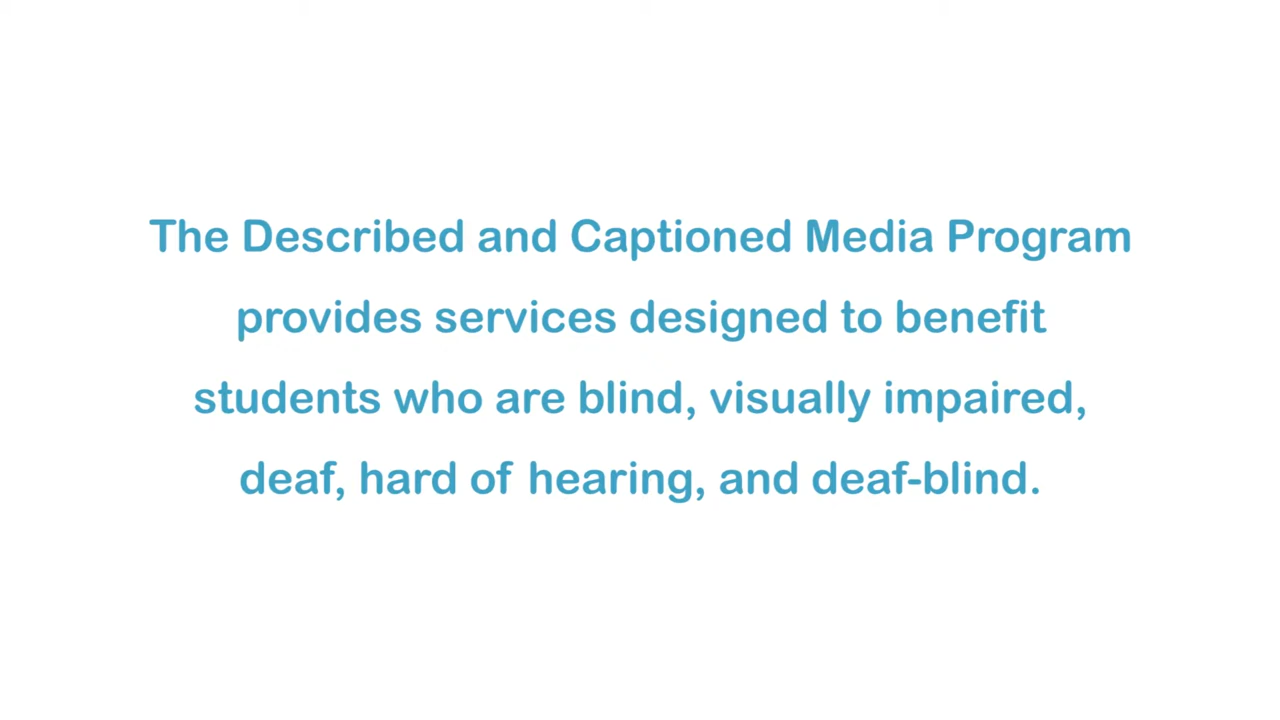 The Described and Captioned Media Program
provides services designed to benefit
students who are blind, visually impaired,
deaf, hard of hearing, and deaf-blind.